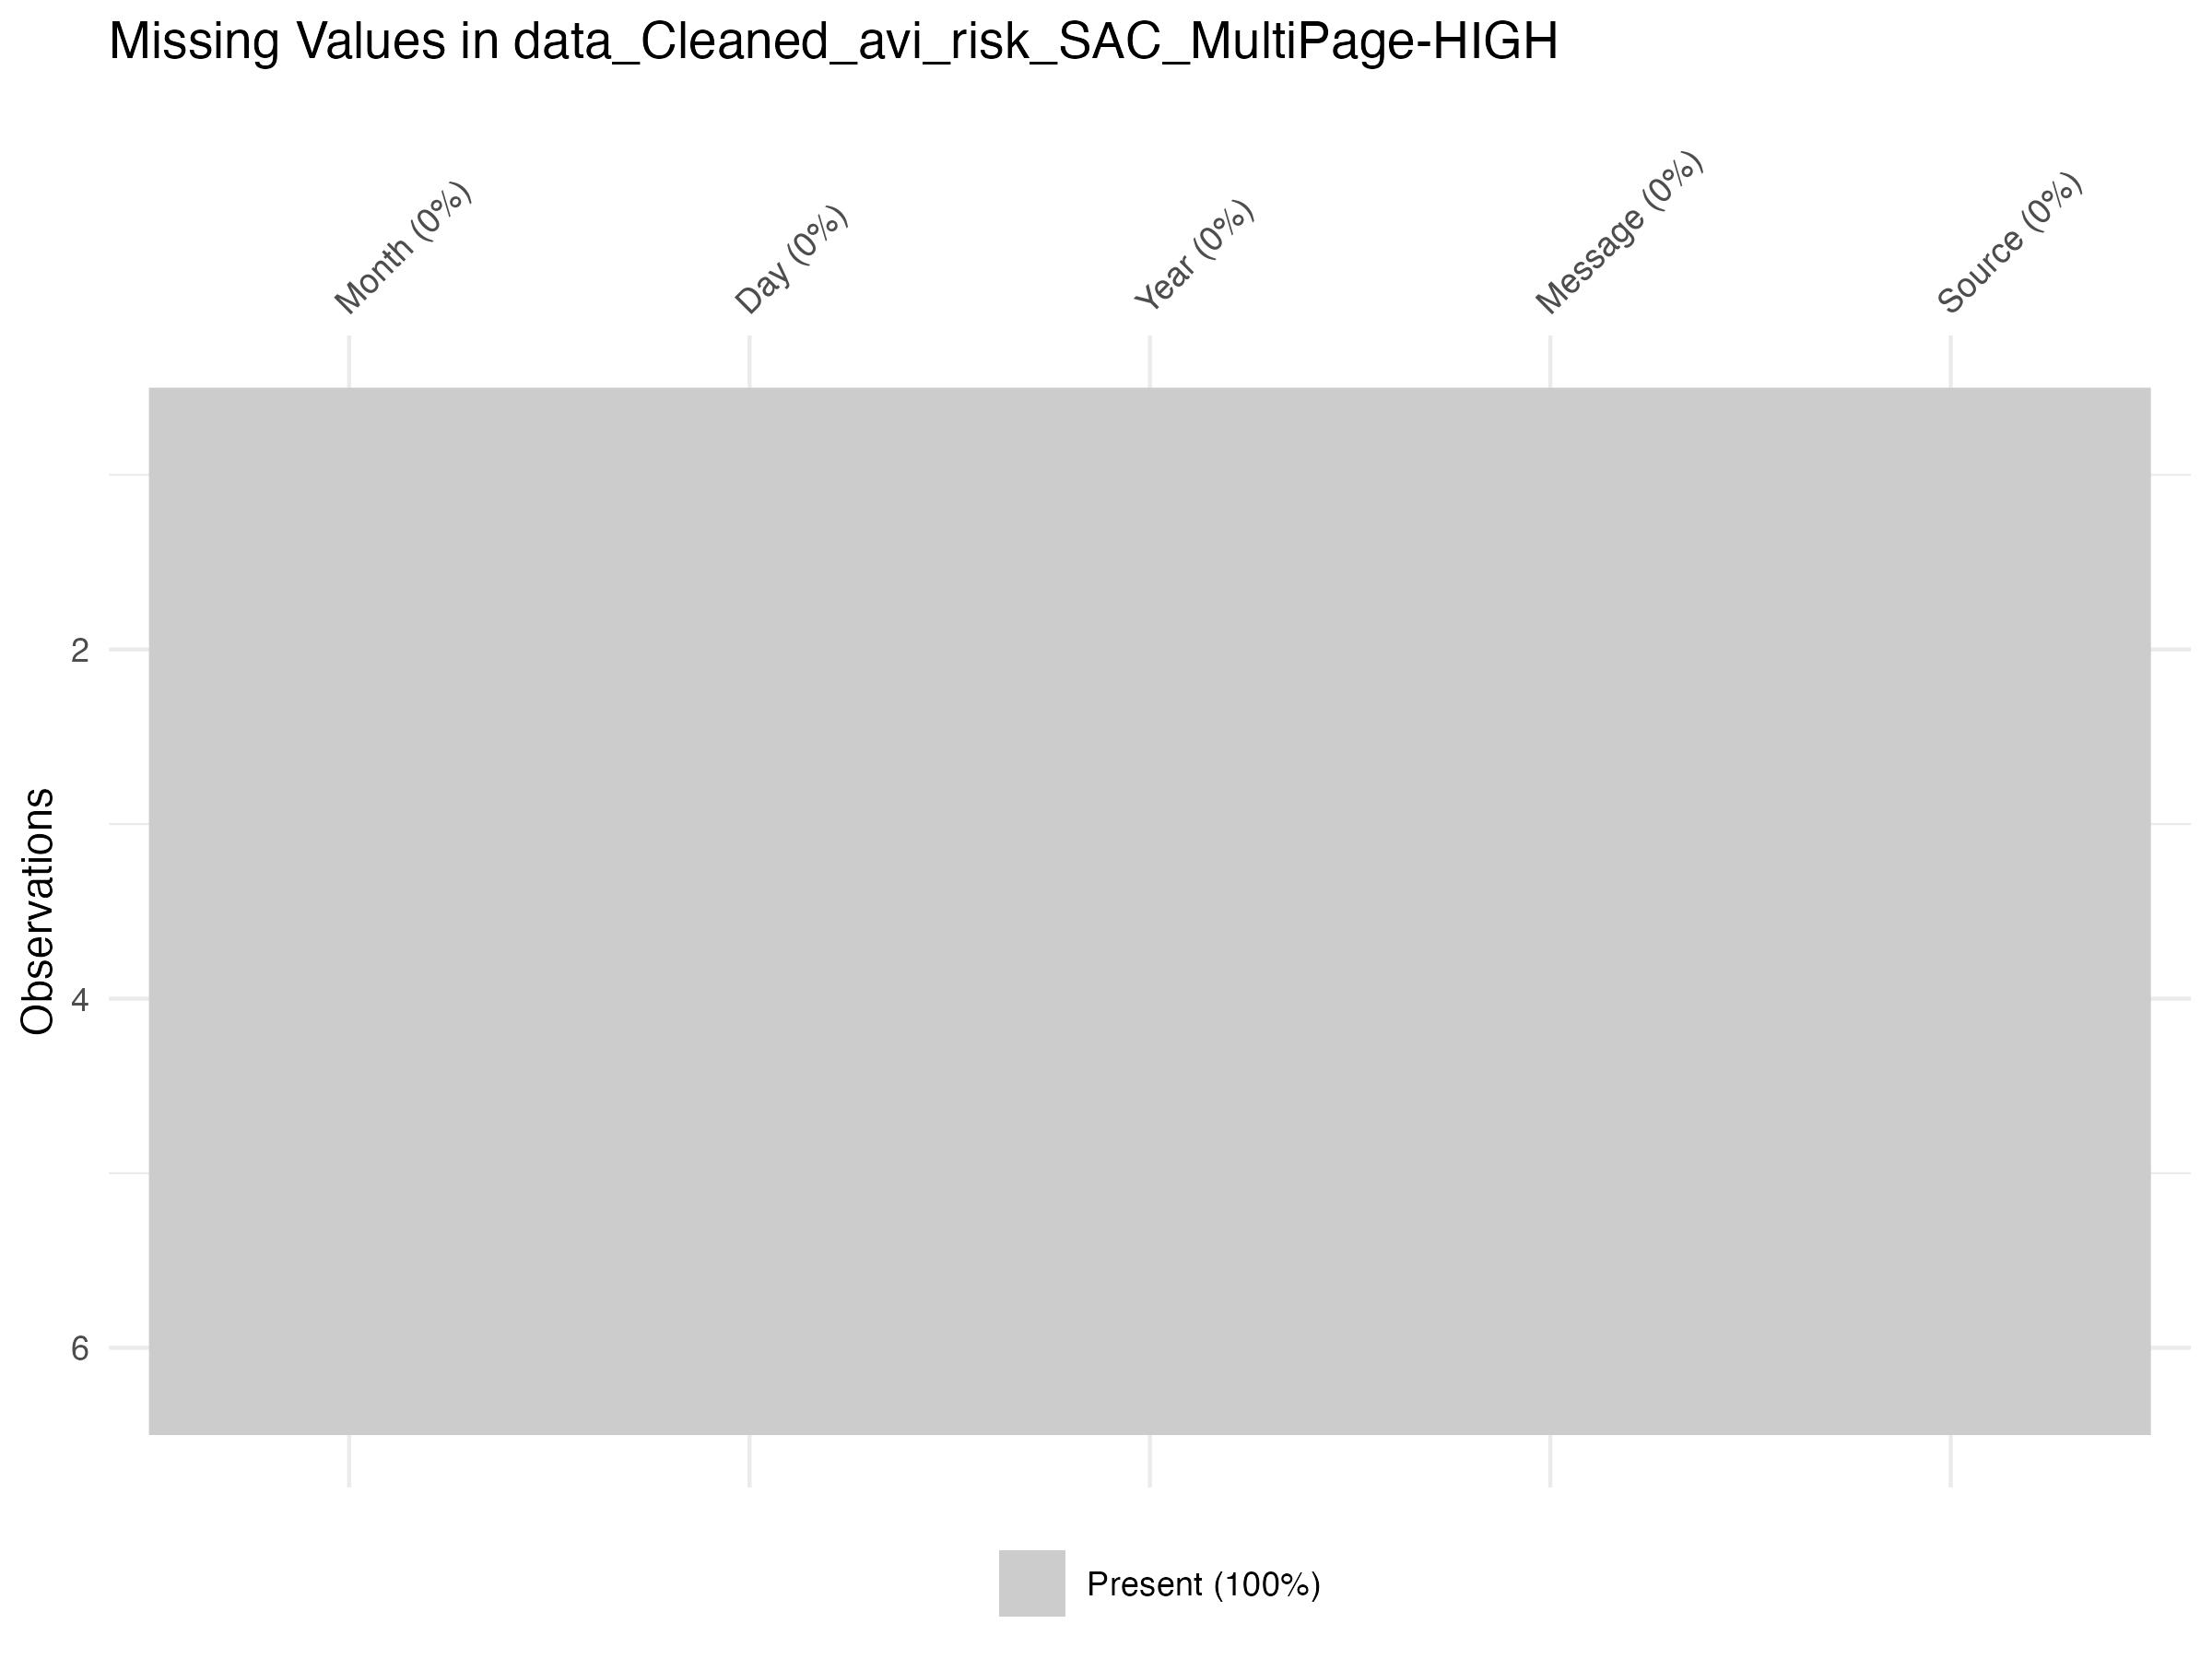 Missing Values in data_Cleaned_avi_risk_SAC_MultiPage-HIGH
Month (0%)
Day (0%)
Year (0%)
Message (0%)
Source (0%)
Observations
2
4
6
Present (100%)